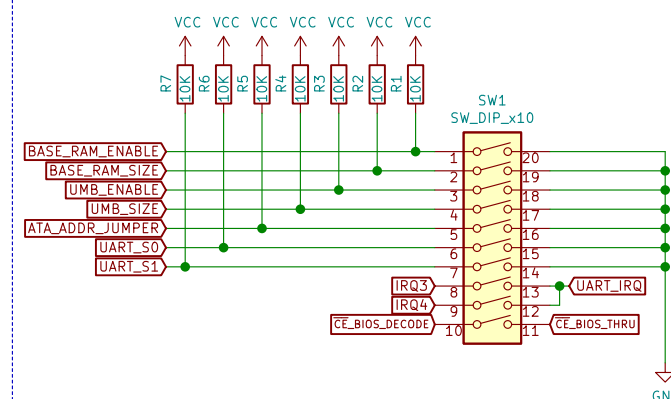 VCC VCC VCC VCC VCC VCC VCC
R7 R6 R5 R4 R3 R2 R1
10K 10K 10K 10K 10K 10K 10K
SW1
SW_DIP_x10
BASE_RAM_ENABLE 1 20
BASE_RAM_SIZE 2 19
UMB_ENABLE 3 18
UMB_SIZE 4 17
ATA_ADDR_JUMPER 5 16
UART_S0 6 15
UART_S1 7 14
IRQ3 8 13 UART_IRQ
IRQ4 9 12
CE_BIOS_DECODE 10 11 CE_BIOS_THRU